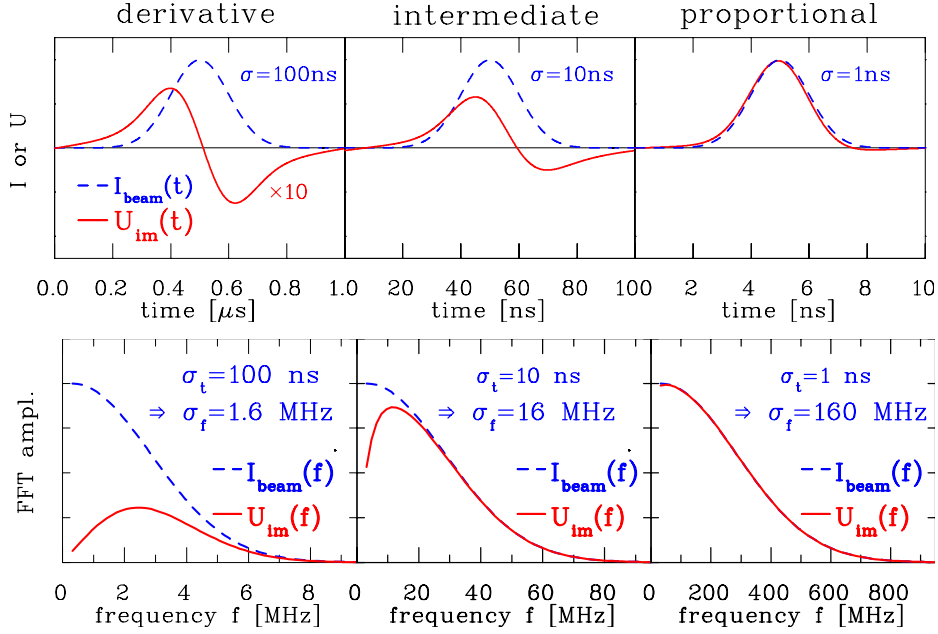 derivative intermediate proportional
σ=100ns σ=10ns σ=1ns
I or U
I_beam(t)
U_im(t)
×10
0.0 0.2 0.4 0.6 0.8 1.0 20 40 60 80 100 2 4 6 8 10
time [μs] time [ns] time [ns]
σ_t=100 ns σ_t=10 ns σ_t=1 ns
⇒ σ_f=1.6 MHz ⇒ σ_f=16 MHz ⇒ σ_f=160 MHz
FFT ampl.
I_beam(f) I_beam(f) I_beam(f)
U_im(f) U_im(f) U_im(f)
0 2 4 6 8 0 20 40 60 80 0 200 400 600 800
frequency f [MHz] frequency f [MHz] frequency f [MHz]